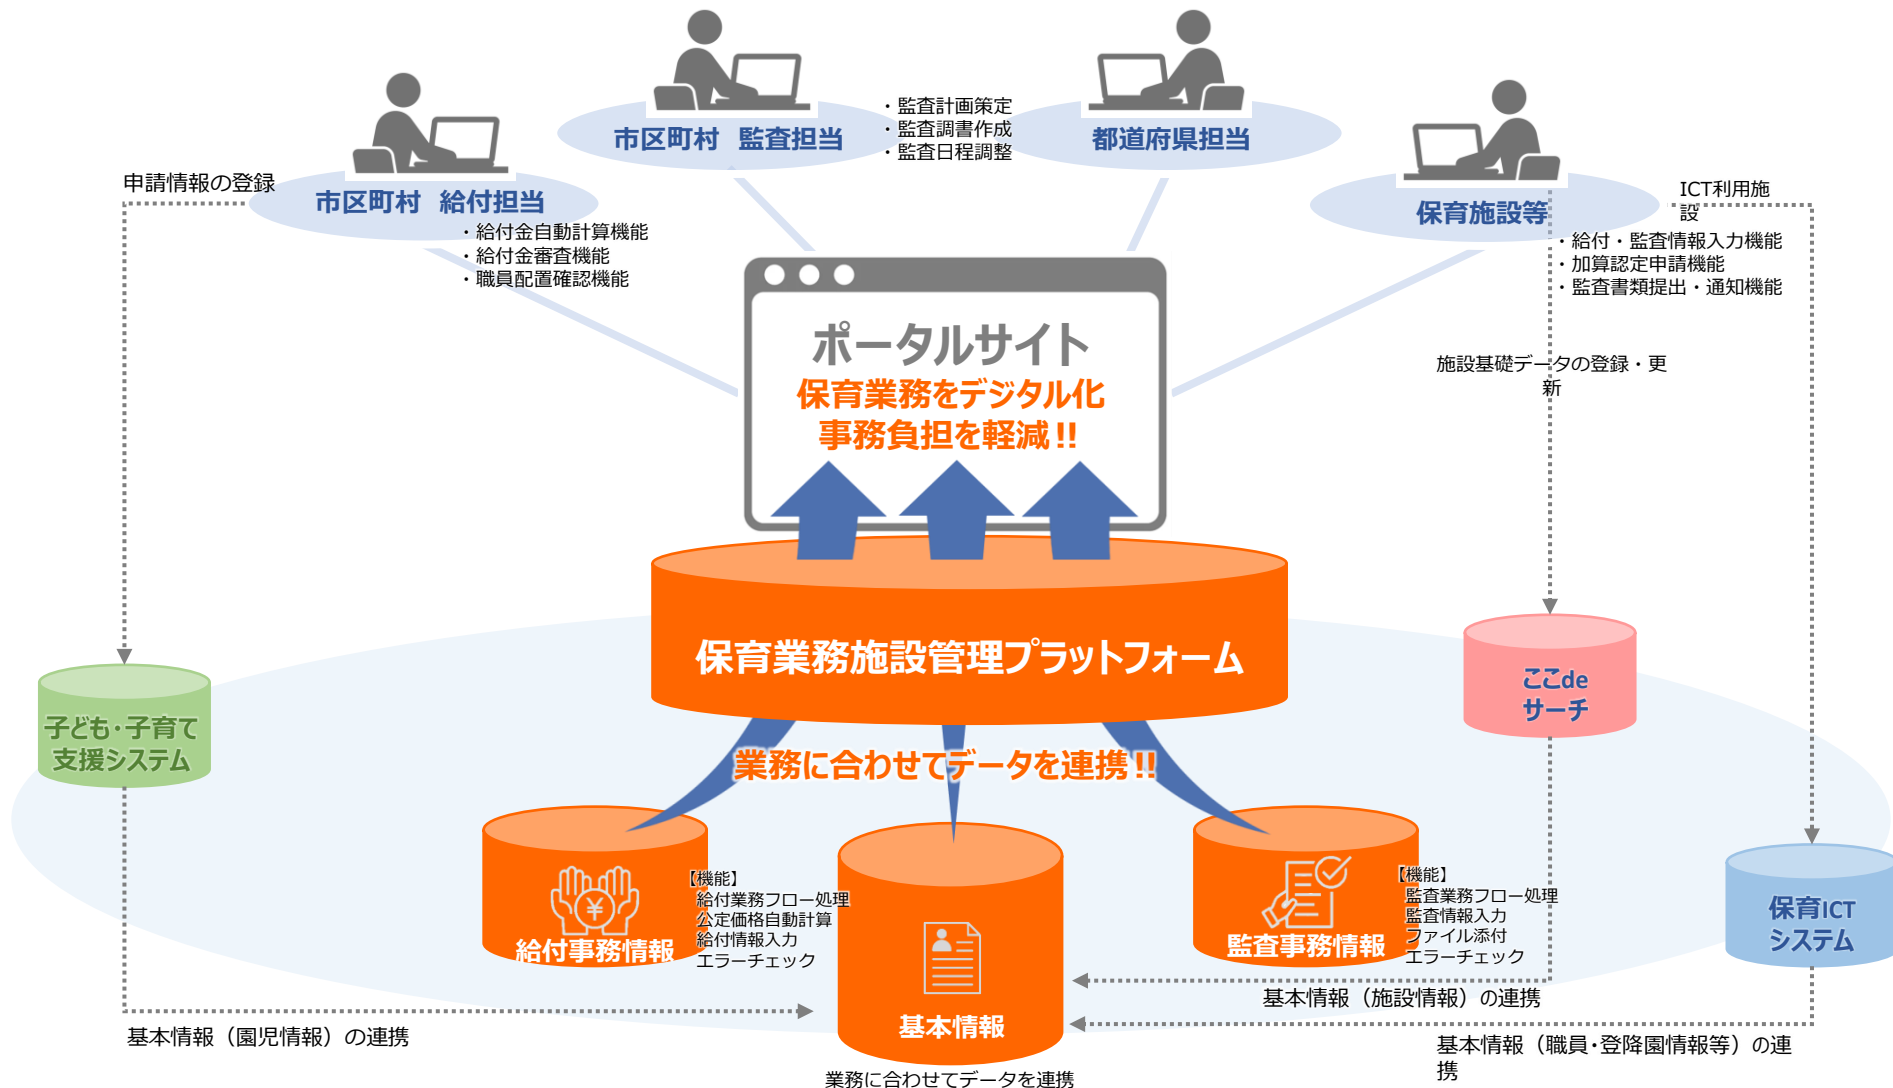 ・監査計画策定
・監査調書作成
・監査日程調整
市区町村　監査担当
都道府県担当
申請情報の登録
市区町村　給付担当
・給付金自動計算機能
・給付金審査機能
・職員配置確認機能
保育施設等
ICT利用施
設
・給付・監査情報入力機能
・加算認定申請機能
・監査書類提出・通知機能
ポータルサイト
保育業務をデジタル化
事務負担を軽減!!
施設基礎データの登録・更
新
保育業務施設管理プラットフォーム
子ども・子育て
支援システム
ここde
サーチ
業務に合わせてデータを連携!!
給付事務情報
【機能】
給付業務フロー処理
公定価格自動計算
給付情報入力
エラーチェック
基本情報
監査事務情報
【機能】
監査業務フロー処理
監査情報入力
ファイル添付
エラーチェック
保育ICT
システム
基本情報（施設情報）の連携
基本情報（園児情報）の連携
基本情報（職員・登降園情報等）の連
携
業務に合わせてデータを連携